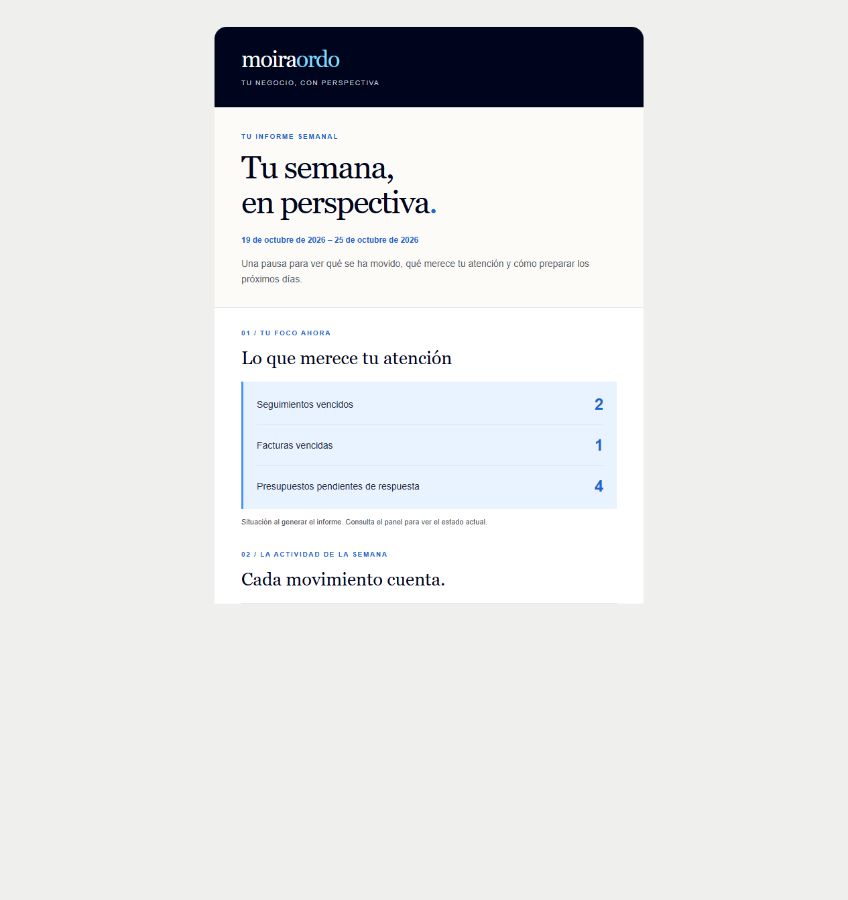 moiraordo
TU NEGOCIO, CON PERSPECTIVA
TU INFORME SEMANAL
Tu semana,
en perspectiva.
19 de octubre de 2026 – 25 de octubre de 2026
Una pausa para ver qué se ha movido, qué merece tu atención y cómo preparar los
próximos días.
01 / TU FOCO AHORA
Lo que merece tu atención
Seguimientos vencidos 2
Facturas vencidas 1
Presupuestos pendientes de respuesta 4
Situación al generar el informe. Consulta el panel para ver el estado actual.
02 / LA ACTIVIDAD DE LA SEMANA
Cada movimiento cuenta.